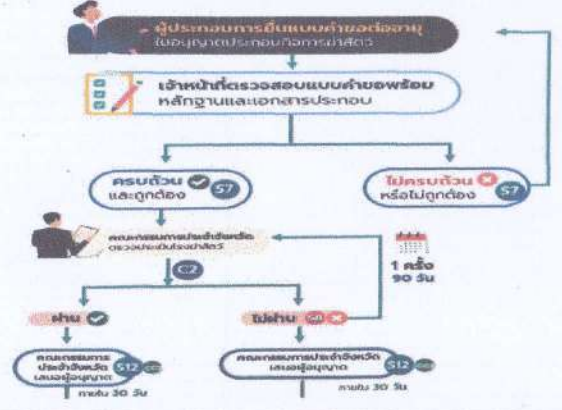 ผู้ประกอบการยื่นแบบคำขอต่ออายุ
ใบอนุญาตประกอบกิจการฆ่าสัตว์
เจ้าหน้าที่ตรวจสอบแบบคำขอพร้อม
หลักฐานและเอกสารประกอบ
ครบถ้วน
และถูกต้อง
S7
ไม่ครบถ้วน
หรือไม่ถูกต้อง
S7
คณะกรรมการประจำจังหวัด
ตรวจประเมินโรงฆ่าสัตว์
1 ครั้ง
90 วัน
C2
ผ่าน
ไม่ผ่าน
คณะกรรมการ
ประจำจังหวัด
เสนอผู้อนุญาต
S12
ภายใน 30 วัน
คณะกรรมการประจำจังหวัด
เสนอผู้อนุญาต
S12
ภายใน 30 วัน